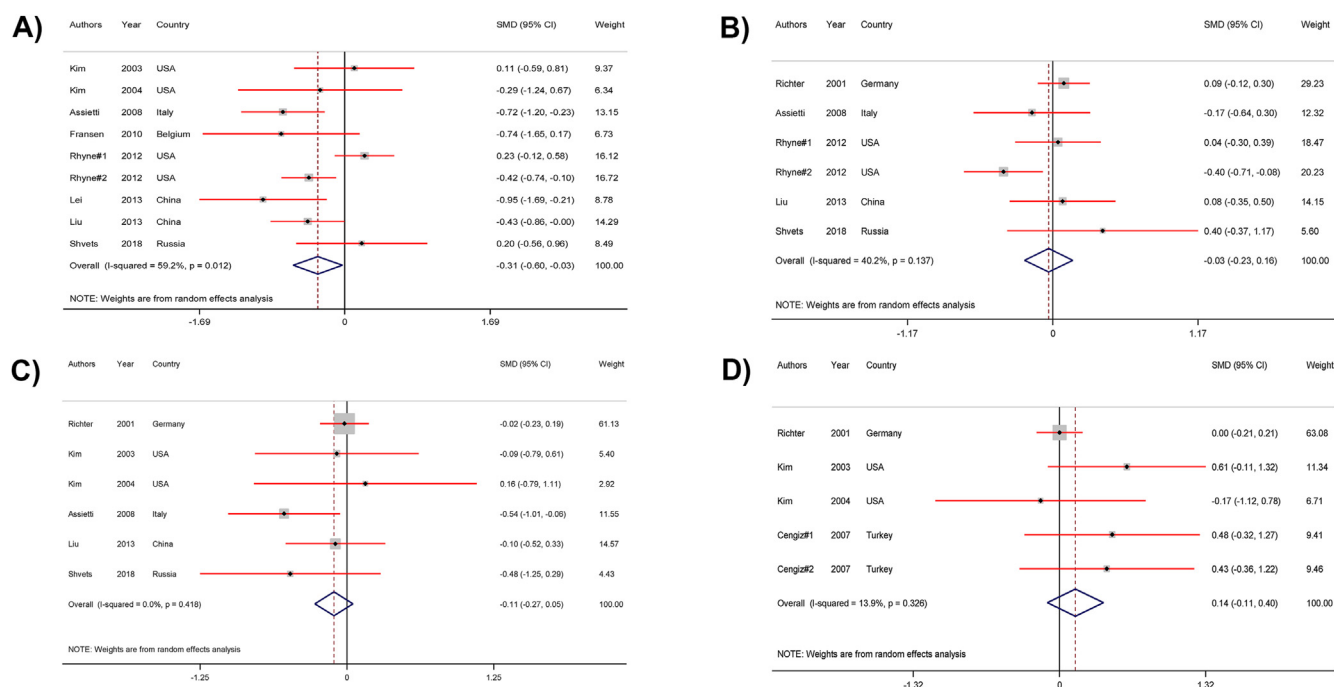 A)
Authors Year Country SMD (95% CI) Weight
Kim 2003 USA 0.11 (-0.59, 0.81) 9.37
Kim 2004 USA -0.29 (-1.24, 0.67) 6.34
Assietti 2008 Italy -0.72 (-1.20, -0.23) 13.15
Fransen 2010 Belgium -0.74 (-1.65, 0.17) 6.73
Rhyne#1 2012 USA 0.23 (-0.12, 0.58) 16.12
Rhyne#2 2012 USA -0.42 (-0.74, -0.10) 16.72
Lei 2013 China -0.95 (-1.69, -0.21) 8.78
Liu 2013 China -0.43 (-0.86, -0.00) 14.29
Shvets 2018 Russia 0.20 (-0.56, 0.96) 8.49
Overall (I-squared = 59.2%, p = 0.012) -0.31 (-0.60, -0.03) 100.00
NOTE: Weights are from random effects analysis
-1.69 0 1.69
B)
Authors Year Country SMD (95% CI) Weight
Richter 2001 Germany 0.09 (-0.12, 0.30) 29.23
Assietti 2008 Italy -0.17 (-0.64, 0.30) 12.32
Rhyne#1 2012 USA 0.04 (-0.30, 0.39) 18.47
Rhyne#2 2012 USA -0.40 (-0.71, -0.08) 20.23
Liu 2013 China 0.08 (-0.35, 0.50) 14.15
Shvets 2018 Russia 0.40 (-0.37, 1.17) 5.60
Overall (I-squared = 40.2%, p = 0.137) -0.03 (-0.23, 0.16) 100.00
NOTE: Weights are from random effects analysis
-1.17 0 1.17
C)
Authors Year Country SMD (95% CI) Weight
Richter 2001 Germany -0.02 (-0.23, 0.19) 61.13
Kim 2003 USA -0.09 (-0.79, 0.61) 5.40
Kim 2004 USA 0.16 (-0.79, 1.11) 2.92
Assietti 2008 Italy -0.54 (-1.01, -0.06) 11.55
Liu 2013 China -0.10 (-0.52, 0.33) 14.57
Shvets 2018 Russia -0.48 (-1.25, 0.29) 4.43
Overall (I-squared = 0.0%, p = 0.418) -0.11 (-0.27, 0.05) 100.00
NOTE: Weights are from random effects analysis
-1.25 0 1.25
D)
Authors Year Country SMD (95% CI) Weight
Richter 2001 Germany 0.00 (-0.21, 0.21) 63.08
Kim 2003 USA 0.61 (-0.11, 1.32) 11.34
Kim 2004 USA -0.17 (-1.12, 0.78) 6.71
Cengiz#1 2007 Turkey 0.48 (-0.32, 1.27) 9.41
Cengiz#2 2007 Turkey 0.43 (-0.36, 1.22) 9.46
Overall (I-squared = 13.9%, p = 0.326) 0.14 (-0.11, 0.40) 100.00
NOTE: Weights are from random effects analysis
-1.32 0 1.32